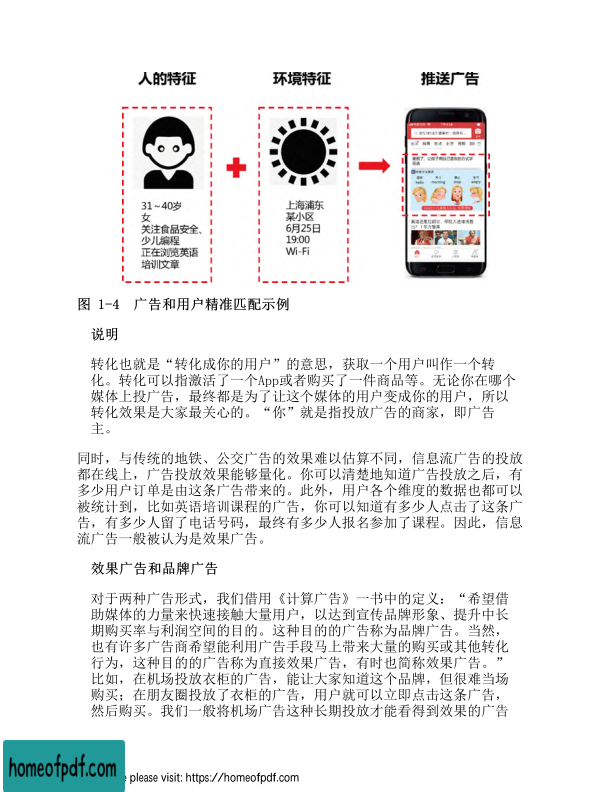 人的特征
环境特征
推送广告
31～40岁
女
关注食品安全、
少儿编程
正在浏览英语
培训文章
上海浦东
某小区
6月25日
19:00
Wi-Fi
图 1-4 广告和用户精准匹配示例
说明
转化也就是“转化成你的用户”的意思，获取一个用户叫作一个转
化。转化可以指激活了一个App或者购买了一件商品等。无论你在哪个
媒体上投广告，最终都是为了让这个媒体的用户变成你的用户，所以
转化效果是大家最关心的。“你”就是指投放广告的商家，即广告
主。
同时，与传统的地铁、公交广告的效果难以估算不同，信息流广告的投放
都在线上，广告投放效果能够量化。你可以清楚地知道广告投放之后，有
多少用户订单是由这条广告带来的。此外，用户各个维度的数据也都可以
被统计到，比如英语培训课程的广告，你可以知道有多少人点击了这条广
告，有多少人留了电话号码，最终有多少人报名参加了课程。因此，信息
流广告一般被认为是效果广告。
效果广告和品牌广告
对于两种广告形式，我们借用《计算广告》一书中的定义：“希望借
助媒体的力量来快速接触大量用户，以达到宣传品牌形象、提升中长
期购买率与利润空间的目的。这种目的的广告称为品牌广告。当然，
也有许多广告商希望能利用广告手段马上带来大量的购买或其他转化
行为，这种目的的广告称为直接效果广告，有时也简称效果广告。”
比如，在机场投放衣柜的广告，能让大家知道这个品牌，但很难当场
购买；在朋友圈投放了衣柜的广告，用户就可以立即点击这条广告，
然后购买。我们一般将机场广告这种长期投放才能看得到效果的广告
homeofpdf.com
e please visit: https://homeofpdf.com